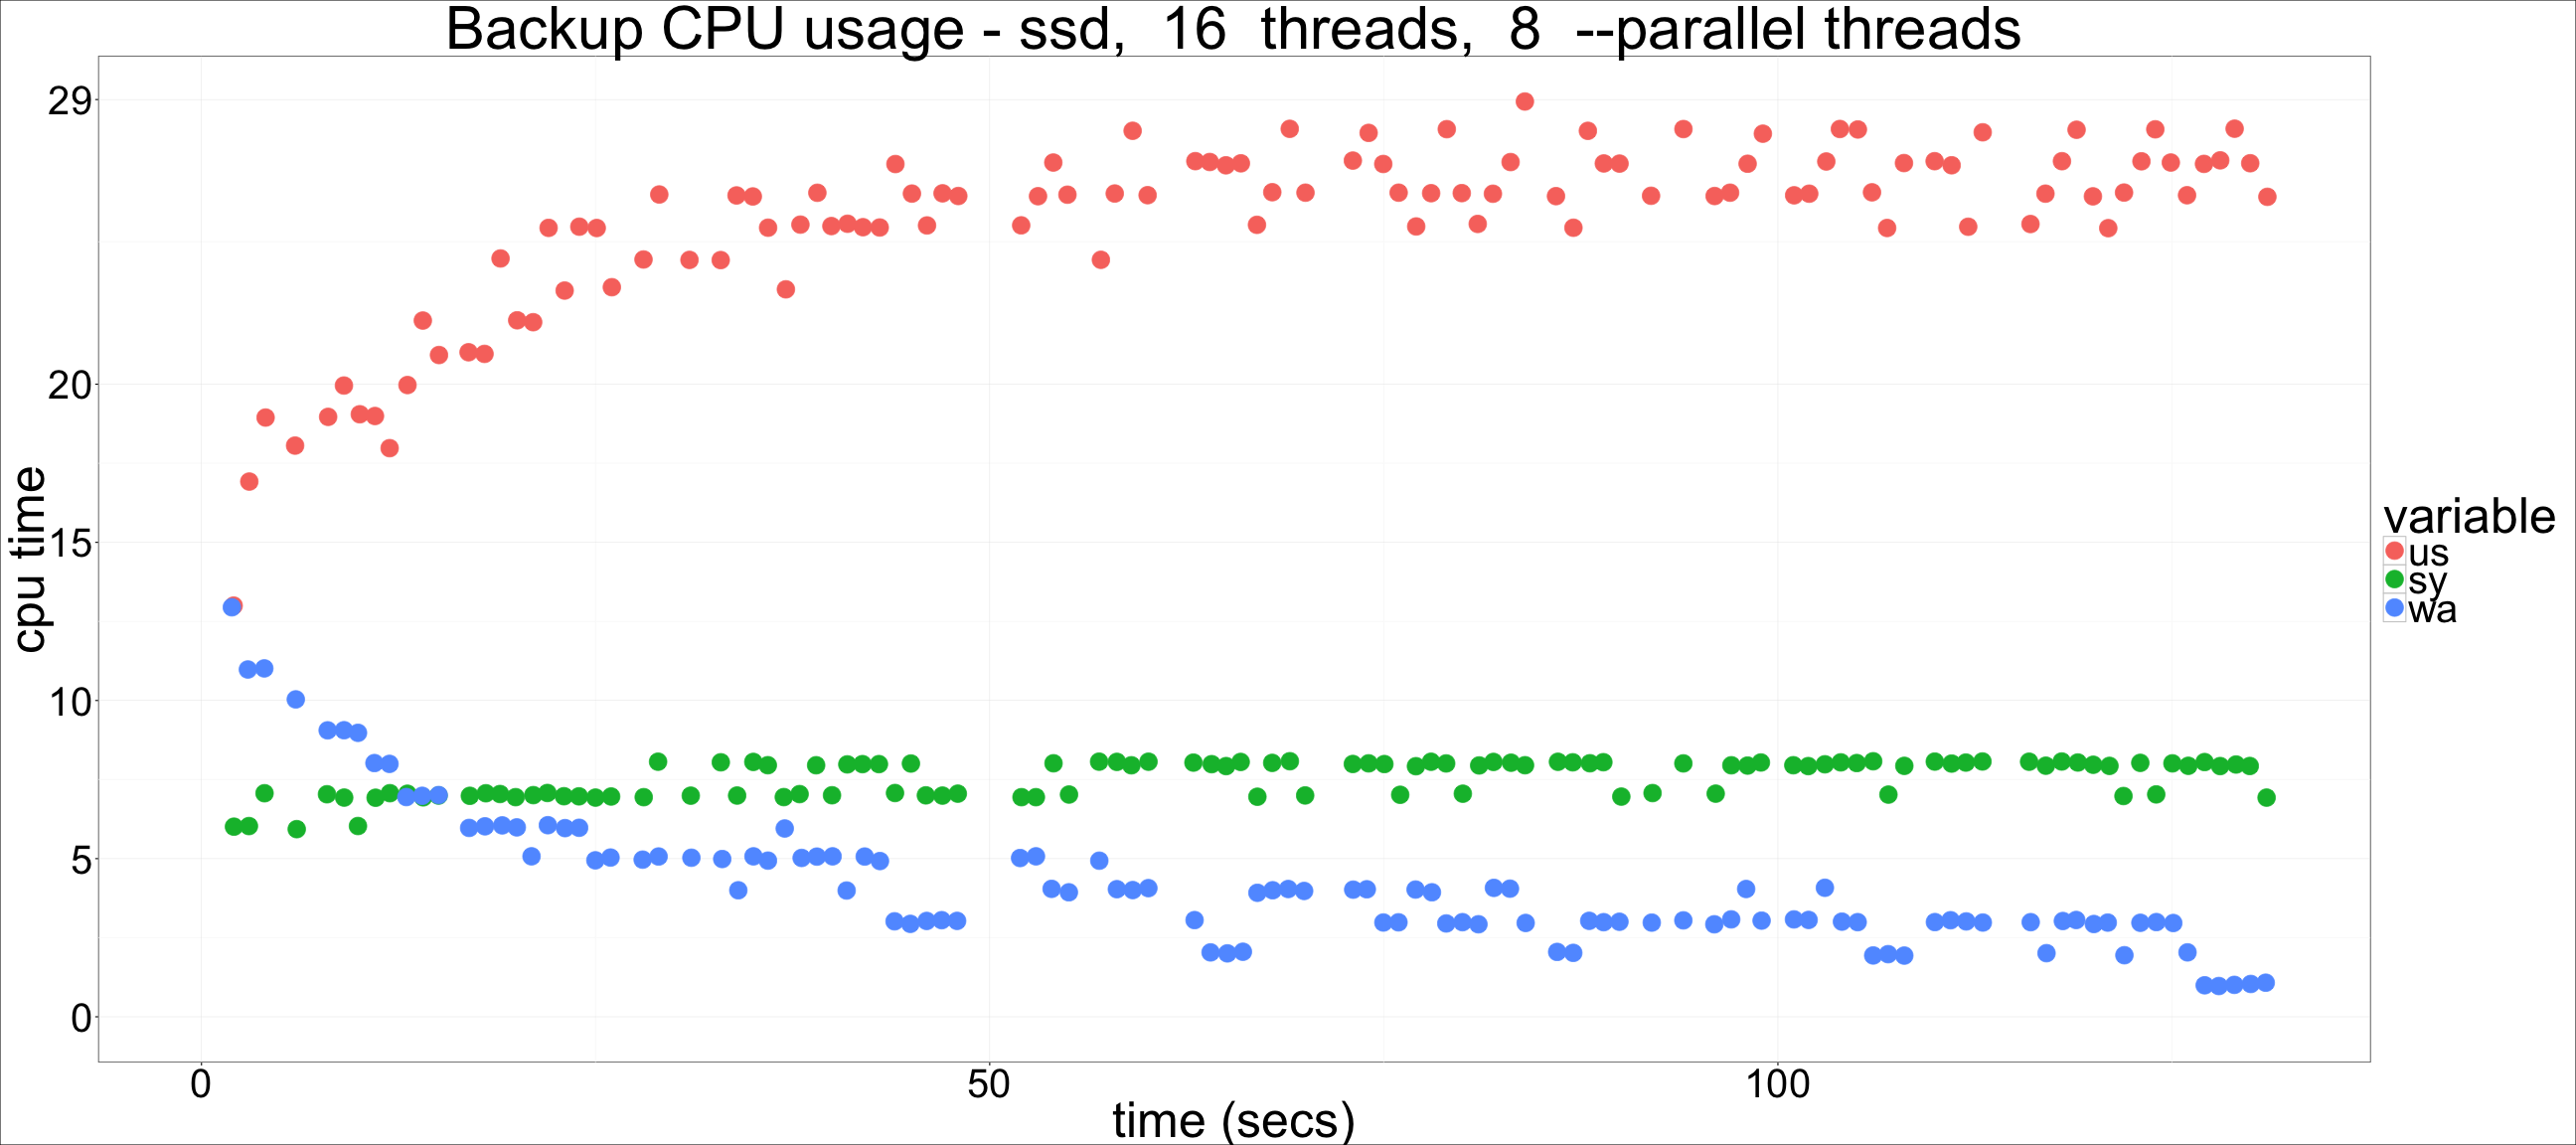 Backup CPU usage - ssd, 16 threads, 8 --parallel threads
29
20
15
10
5
0
cpu time
0 50 100
time (secs)
variable
us
sy
wa